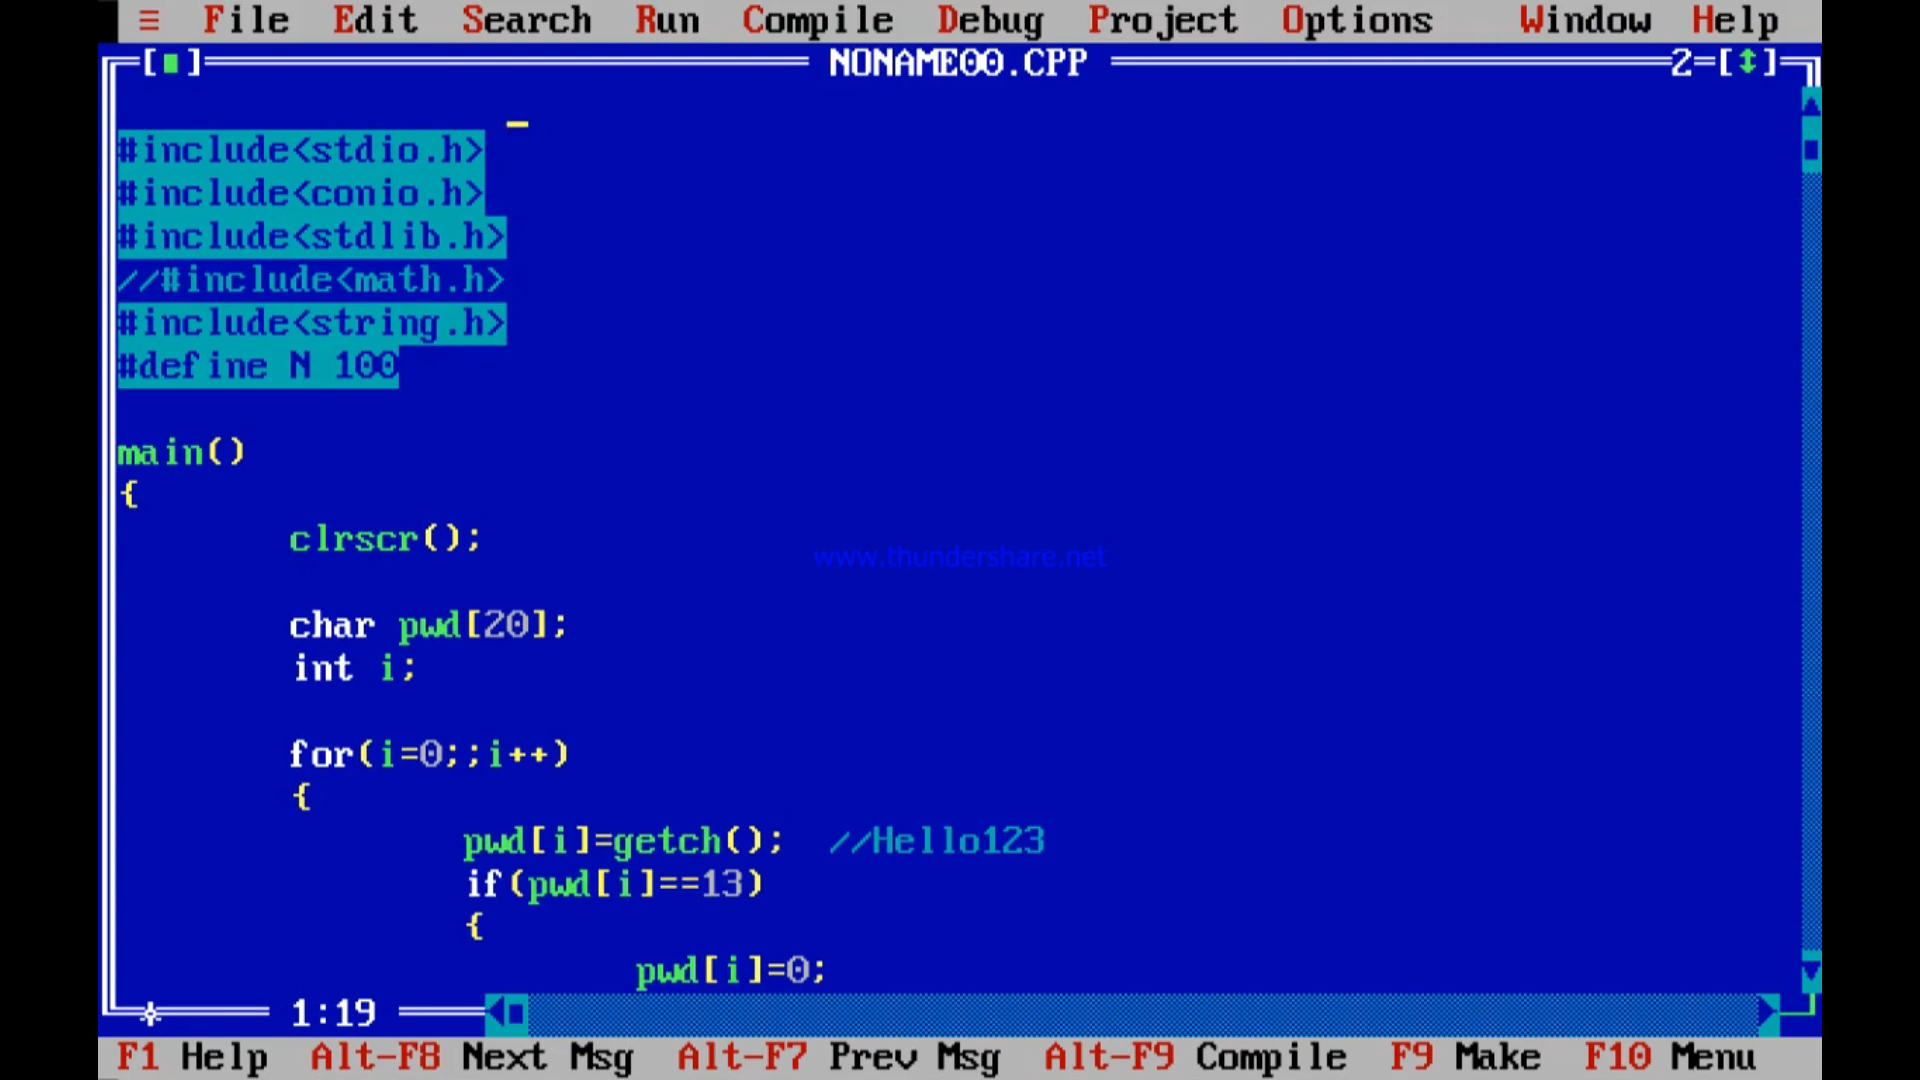 ≡ File Edit Search Run Compile Debug Project Options Window Help
[■] NONAME00.CPP 2=[↕]
#include<stdio.h>
#include<conio.h>
#include<stdlib.h>
//#include<math.h>
#include<string.h>
#define N 100
main()
{
clrscr();
www.thundershare.net
char pwd[20];
int i;
for(i=0;;i++)
{
pwd[i]=getch(); //Hello123
if(pwd[i]==13)
{
pwd[i]=0;
1:19
F1 Help Alt-F8 Next Msg Alt-F7 Prev Msg Alt-F9 Compile F9 Make F10 Menu